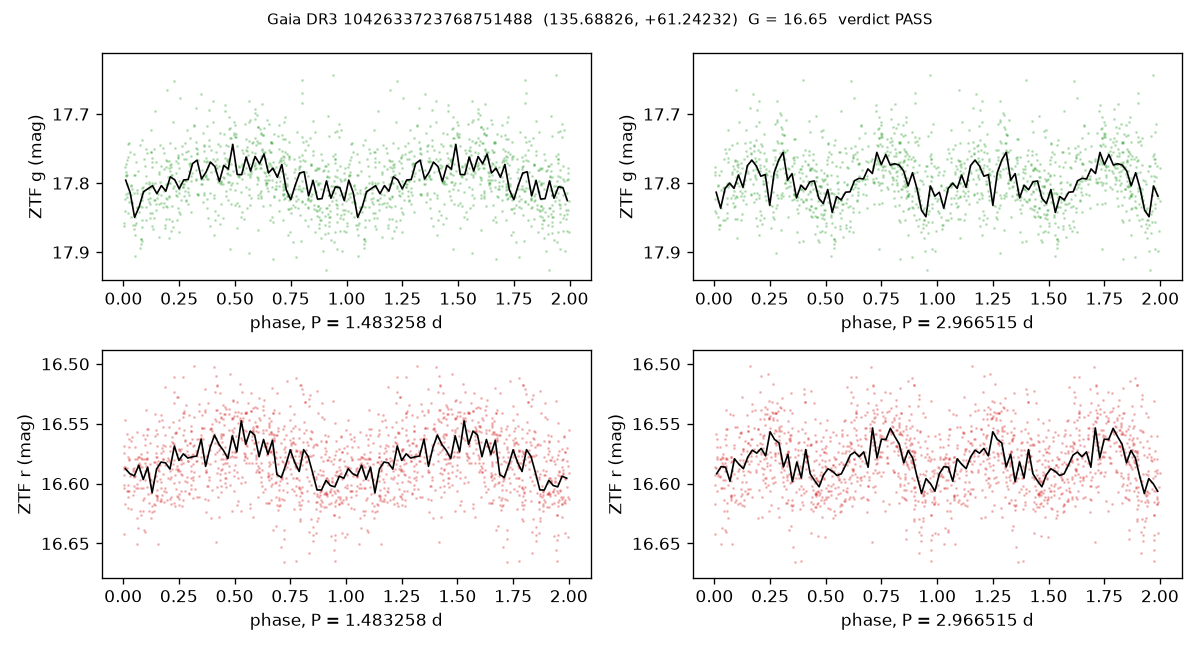 Gaia DR3 1042633723768751488 (135.68826, +61.24232) G = 16.65 verdict PASS
ZTF g (mag)
17.7
17.8
17.9
0.00 0.25 0.50 0.75 1.00 1.25 1.50 1.75 2.00
phase, P = 1.483258 d
ZTF g (mag)
17.7
17.8
17.9
0.00 0.25 0.50 0.75 1.00 1.25 1.50 1.75 2.00
phase, P = 2.966515 d
ZTF r (mag)
16.50
16.55
16.60
16.65
0.00 0.25 0.50 0.75 1.00 1.25 1.50 1.75 2.00
phase, P = 1.483258 d
ZTF r (mag)
16.50
16.55
16.60
16.65
0.00 0.25 0.50 0.75 1.00 1.25 1.50 1.75 2.00
phase, P = 2.966515 d